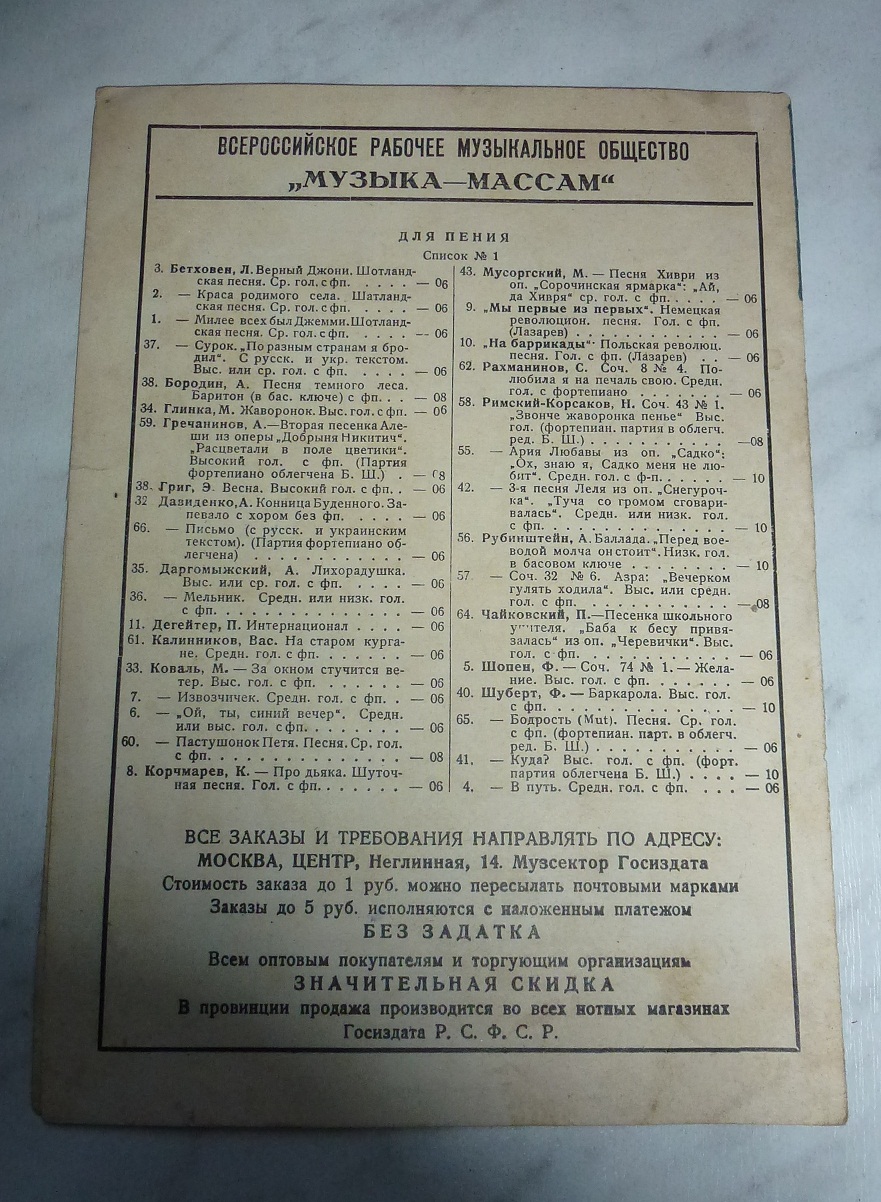 ВСЕРОССИЙСКОЕ РАБОЧЕЕ МУЗЫКАЛЬНОЕ ОБЩЕСТВО
„МУЗЫКА—МАССАМ“
ДЛЯ ПЕНИЯ
Список № 1
3. Бетховен, Л. Верный Джони. Шотланд-
ская песня. Ср. гол. с фп. . . . . — 06
2. — Краса родимого села. Шатланд-
ская песня. Ср. гол. с фп. . . . . — 06
1. — Милее всех был Джемми. Шотланд-
ская песня. Ср. гол. с фп. . . . . — 06
37. — Сурок. „По разным странам я бро-
дил“. С русск. и укр. текстом.
Выс. или ср. гол. с фп. . . . . — 06
38. Бородин, А. Песня темного леса.
Баритон (в бас. ключе) с фп. . . — 08
34. Глинка, М. Жаворонок. Выс. гол. с фп. — 06
59. Гречанинов, А.—Вторая песенка Але-
ши из оперы „Добрыня Никитич“.
„Расцветали в поле цветики“.
Высокий гол. с фп. (Партия
фортепиано облегчена Б. Ш.) . — 08
38. Григ, Э. Весна. Высокий гол. с фп. . — 06
32 Давиденко, А. Конница Буденного. За-
певало с хором без фп. . . . . . — 06
66. — Письмо (с русск. и украинским
текстом). (Партия фортепиано об-
легчена) . . . . . . . . . . . . — 06
35. Даргомыжский, А. Лихорадушка.
Выс. или ср. гол. с фп. . . . . — 06
36. — Мельник. Средн. или низк. гол.
с фп. . . . . . . . . . . . . . . — 06
11. Дегейтер, П. Интернационал . . . . — 06
61. Калинников, Вас. На старом курга-
не. Средн. гол. с фп. . . . . . . — 06
33. Коваль, М. — За окном стучится ве-
тер. Выс. гол. с фп. . . . . . . — 06
7. — Извозчичек. Средн. гол. с фп. . . — 06
6. — „Ой, ты, синий вечер“. Средн.
или выс. гол. с фп. . . . . . . . — 06
60. — Пастушонок Петя. Песня. Ср. гол.
с фп. . . . . . . . . . . . . . . — 08
8. Корчмарев, К. — Про дьяка. Шуточ-
ная песня. Гол. с фп. . . . . . . — 06
43. Мусоргский, М. — Песня Хиври из
оп. „Сорочинская ярмарка“: „Ай,
да Хивря“ ср. гол. с фп. . . . . — 06
9. „Мы первые из первых“. Немецкая
революцион. песня. Гол. с фп.
(Лазарев) . . . . . . . . . . . . — 06
10. „На баррикады“. Польская революц.
песня. Гол. с фп. (Лазарев) . . — 06
62. Рахманинов, С. Соч. 8 № 4. По-
любила я на печаль свою. Средн.
гол. с фортепиано . . . . . . . — 06
58. Римский-Корсаков, Н. Соч. 43 № 1.
„Звонче жаворонка пенье“ Выс.
гол. (фортепиан. партия в облегч.
ред. Б. Ш.) . . . . . . . . . . . —08
55. — Ария Любавы из оп. „Садко“:
„Ох, знаю я, Садко меня не лю-
бит“. Средн. гол. с ф-п. . . . . — 10
42. — 3-я песня Леля из оп. „Снегуроч-
ка“. „Туча со громом сговари-
валась“. Средн. или низк. гол.
с фп. . . . . . . . . . . . . . . — 10
56. Рубинштейн, А. Баллада. „Перед вое-
водой молча он стоит“. Низк. гол.
в басовом ключе . . . . . . . . — 10
57 — Соч. 32 № 6. Азра: „Вечерком
гулять ходила“. Выс. или средн.
гол. с фп. . . . . . . . . . . . — 08
64. Чайковский, П.—Песенка школьного
учителя. „Баба к бесу привя-
залась“ из оп. „Черевички“. Выс.
гол. с фп. . . . . . . . . . . . — 06
5. Шопен, Ф. — Соч. 74 № 1. — Жела-
ние. Выс. гол. с фп. . . . . . . — 06
40. Шуберт, Ф. — Баркарола. Выс. гол.
с фп. . . . . . . . . . . . . . . — 10
65. — Бодрость (Mut). Песня. Ср. гол.
с фп. (фортепиан. парт. в облегч.
ред. Б. Ш.) . . . . . . . . . . . — 06
41, — Куда? Выс. гол. с фп. (форт.
партия облегчена Б. Ш.) . . . . — 10
4. — В путь. Средн. гол. с фп. . . . — 06
ВСЕ ЗАКАЗЫ И ТРЕБОВАНИЯ НАПРАВЛЯТЬ ПО АДРЕСУ:
МОСКВА, ЦЕНТР, Неглинная, 14. Музсектор Госиздата
Стоимость заказа до 1 руб. можно пересылать почтовыми марками
Заказы до 5 руб. исполняются с наложенным платежом
БЕЗ ЗАДАТКА
Всем оптовым покупателям и торгующим организациям
ЗНАЧИТЕЛЬНАЯ СКИДКА
В провинции продажа производится во всех нотных магазинах
Госиздата Р. С. Ф. С. Р.